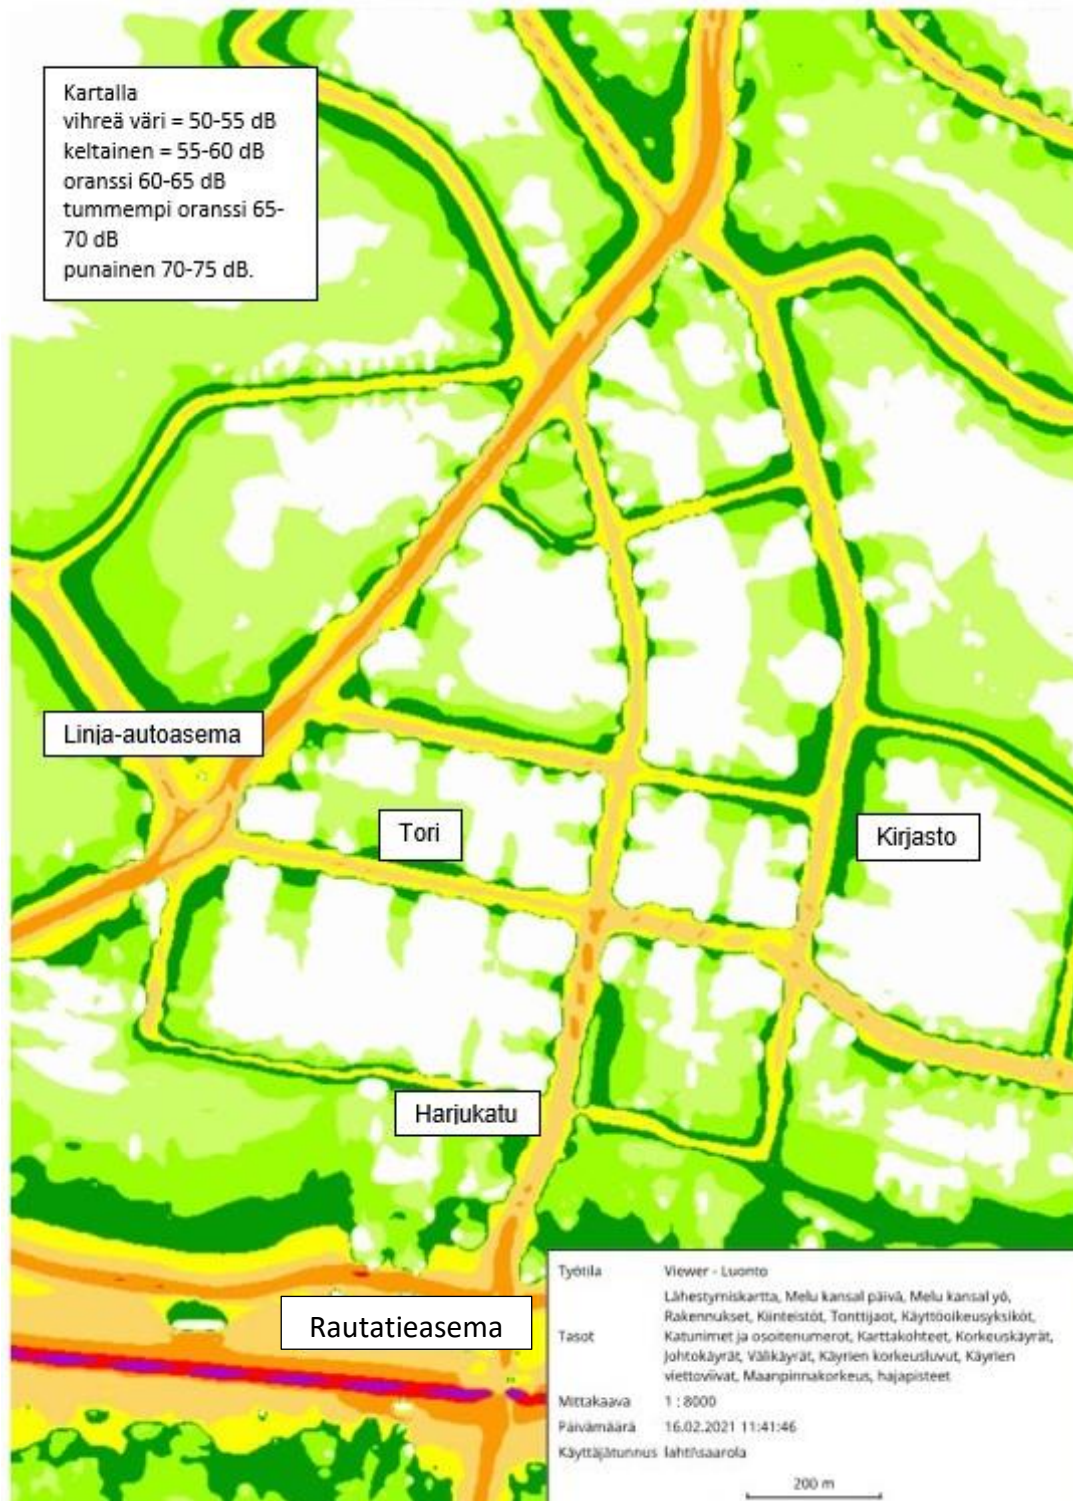 Kartalla
vihreä väri = 50-55 dB
keltainen = 55-60 dB
oranssi 60-65 dB
tummempi oranssi 65-
70 dB
punainen 70-75 dB.
Linja-autoasema
Tori
Kirjasto
Harjukatu
Rautatieasema
Työtila Viewer - Luonto
Tasot Lähestymiskartta, Melu kansal päivä, Melu kansal yö,
Rakennukset, Kiinteistöt, Tonttijaot, Käyttöoikeusyksiköt,
Katunimet ja osoitenumerot, Karttakohteet, Korkeuskäyrät,
Johtokäyrät, Välikäyrät, Käyrien korkeusluvut, Käyrien
viettoviivat, Maanpinnakorkeus, hajapisteet
Mittakaava 1 : 8000
Päivämäärä 16.02.2021 11:41:46
Käyttäjätunnus lahti\saarola
200 m